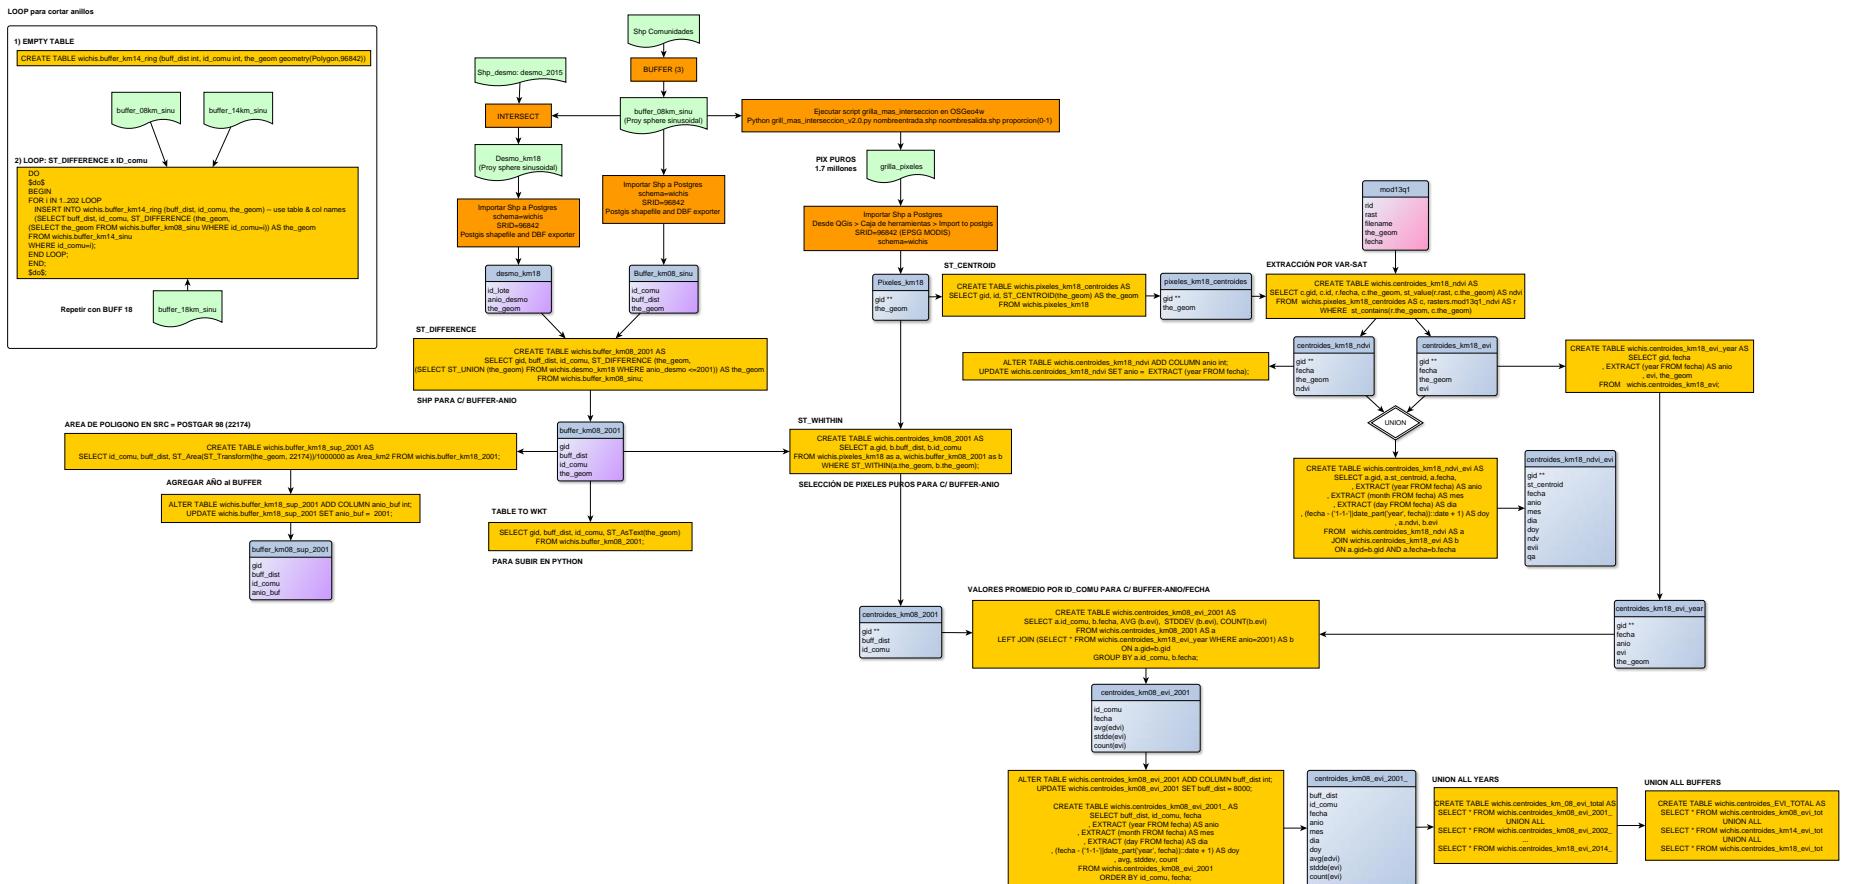 LOOP para cortar anillos
1) EMPTY TABLE
CREATE TABLE wichis.buffer_km14_ring (buff_dist int, id_comu int, the_geom geometry(Polygon,96842))
buffer_08km_sinu
buffer_14km_sinu
2) LOOP: ST_DIFFERENCE x ID_comu
DO
$do$
BEGIN
FOR i IN 1..202 LOOP
INSERT INTO wichis.buffer_km14_ring (buff_dist, id_comu, the_geom) -- use table & col names
(SELECT buff_dist, id_comu, ST_DIFFERENCE (the_geom,
(SELECT the_geom FROM wichis.buffer_km08_sinu WHERE id_comu=i)) AS the_geom
FROM wichis.buffer_km14_sinu
WHERE id_comu=i);
END LOOP;
END;
$do$;
Repetir con BUFF 18
buffer_18km_sinu
Shp Comunidades
BUFFER (3)
Shp_desmo: desmo_2015
INTERSECT
buffer_08km_sinu
(Proy sphere sinusoidal)
Ejecutar script grilla_mas_interseccion en OSGeo4w
Python grill_mas_interseccion_v2.0.py nombreentrada.shp noombresalida.shp proporcion(0-1)
Desmo_km18
(Proy sphere sinusoidal)
PIX PUROS
1.7 millones
grilla_pixeles
Importar Shp a Postgres
schema=wichis
SRID=96842
Postgis shapefile and DBF exporter
Importar Shp a Postgres
schema=wichis
SRID=96842
Postgis shapefile and DBF exporter
Importar Shp a Postgres
Desde QGis > Caja de herramientas > Import to postgis
SRID=96842 (EPSG MODIS)
schema=wichis
mod13q1
rid
rast
filename
the_geom
fecha
desmo_km18
id_lote
anio_desmo
the_geom
Buffer_km08_sinu
id_comu
buff_dist
the_geom
Pixeles_km18
gid **
the_geom
ST_CENTROID
CREATE TABLE wichis.pixeles_km18_centroides AS
SELECT gid, id, ST_CENTROID(the_geom) AS the_geom
FROM wichis.pixeles_km18
pixeles_km18_centroides
gid **
the_geom
EXTRACCIÓN POR VAR-SAT
CREATE TABLE wichis.centroides_km18_ndvi AS
SELECT c.gid, c.id, r.fecha, c.the_geom, st_value(r.rast, c.the_geom) AS ndvi
FROM wichis.pixeles_km18_centroides AS c, rasters.mod13q1_ndvi AS r
WHERE st_contains(r.the_geom, c.the_geom)
ST_DIFFERENCE
CREATE TABLE wichis.buffer_km08_2001 AS
SELECT gid, buff_dist, id_comu, ST_DIFFERENCE (the_geom,
(SELECT ST_UNION (the_geom) FROM wichis.desmo_km18 WHERE anio_desmo <=2001)) AS the_geom
FROM wichis.buffer_km08_sinu;
SHP PARA C/ BUFFER-ANIO
ALTER TABLE wichis.centroides_km18_ndvi ADD COLUMN anio int;
UPDATE wichis.centroides_km18_ndvi SET anio = EXTRACT (year FROM fecha);
centroides_km18_ndvi
gid **
fecha
the_geom
ndvi
centroides_km18_evi
gid **
fecha
the_geom
evi
CREATE TABLE wichis.centroides_km18_evi_year AS
SELECT gid, fecha
, EXTRACT (year FROM fecha) AS anio
, evi, the_geom
FROM wichis.centroides_km18_evi;
UNION
AREA DE POLIGONO EN SRC = POSTGAR 98 (22174)
CREATE TABLE wichis.buffer_km18_sup_2001 AS
SELECT id_comu, buff_dist, ST_Area(ST_Transform(the_geom, 22174))/1000000 as Area_km2 FROM wichis.buffer_km18_2001;
buffer_km08_2001
gid
buff_dist
id_comu
the_geom
ST_WHITHIN
CREATE TABLE wichis.centroides_km08_2001 AS
SELECT a.gid, b.buff_dist, b.id_comu
FROM wichis.pixeles_km18 as a, wichis.buffer_km08_2001 as b
WHERE ST_WITHIN(a.the_geom, b.the_geom);
SELECCIÓN DE PIXELES PUROS PARA C/ BUFFER-ANIO
AGREGAR AÑO al BUFFER
ALTER TABLE wichis.buffer_km18_sup_2001 ADD COLUMN anio_buf int;
UPDATE wichis.buffer_km18_sup_2001 SET anio_buf = 2001;
buffer_km08_sup_2001
gid
buff_dist
id_comu
anio_buf
TABLE TO WKT
SELECT gid, buff_dist, id_comu, ST_AsText(the_geom)
FROM wichis.buffer_km08_2001;
PARA SUBIR EN PYTHON
CREATE TABLE wichis.centroides_km18_ndvi_evi AS
SELECT a.gid, a.st_centroid, a.fecha,
, EXTRACT (year FROM fecha) AS anio
, EXTRACT (month FROM fecha) AS mes
, EXTRACT (day FROM fecha) AS dia
, (fecha - ('1-1-'||date_part('year', fecha))::date + 1) AS doy
, a.ndvi, b.evi
FROM wichis.centroides_km18_ndvi AS a
JOIN wichis.centroides_km18_evi AS b
ON a.gid=b.gid AND a.fecha=b.fecha
centroides_km18_ndvi_evi
gid **
st_centroid
fecha
anio
mes
dia
doy
ndv
evii
qa
VALORES PROMEDIO POR ID_COMU PARA C/ BUFFER-ANIO/FECHA
centroides_km08_2001
gid **
buff_dist
id_comu
CREATE TABLE wichis.centroides_km08_evi_2001 AS
SELECT a.id_comu, b.fecha, AVG (b.evi), STDDEV (b.evi), COUNT(b.evi)
FROM wichis.centroides_km08_2001 AS a
LEFT JOIN (SELECT * FROM wichis.centroides_km18_evi_year WHERE anio=2001) AS b
ON a.gid=b.gid
GROUP BY a.id_comu, b.fecha;
centroides_km18_evi_year
gid **
fecha
anio
evi
the_geom
centroides_km08_evi_2001
id_comu
fecha
avg(edvi)
stdde(evi)
count(evi)
ALTER TABLE wichis.centroides_km08_evi_2001 ADD COLUMN buff_dist int;
UPDATE wichis.centroides_km08_evi_2001 SET buff_dist = 8000;
CREATE TABLE wichis.centroides_km08_evi_2001_ AS
SELECT buff_dist, id_comu, fecha
, EXTRACT (year FROM fecha) AS anio
, EXTRACT (month FROM fecha) AS mes
, EXTRACT (day FROM fecha) AS dia
, (fecha - ('1-1-'||date_part('year', fecha))::date + 1) AS doy
, avg, stddev, count
FROM wichis.centroides_km08_evi_2001
ORDER BY id_comu, fecha;
centroides_km08_evi_2001_
buff_dist
id_comu
fecha
anio
mes
dia
doy
avg(edvi)
stdde(evi)
count(evi)
UNION ALL YEARS
CREATE TABLE wichis.centroides_km_08_evi_total AS
SELECT * FROM wichis.centroides_km08_evi_2001_
UNION ALL
SELECT * FROM wichis.centroides_km08_evi_2002_
...
SELECT * FROM wichis.centroides_km18_evi_2014_
UNION ALL BUFFERS
CREATE TABLE wichis.centroides_EVI_TOTAL AS
SELECT * FROM wichis.centroides_km08_evi_tot
UNION ALL
SELECT * FROM wichis.centroides_km14_evi_tot
UNION ALL
SELECT * FROM wichis.centroides_km18_evi_tot